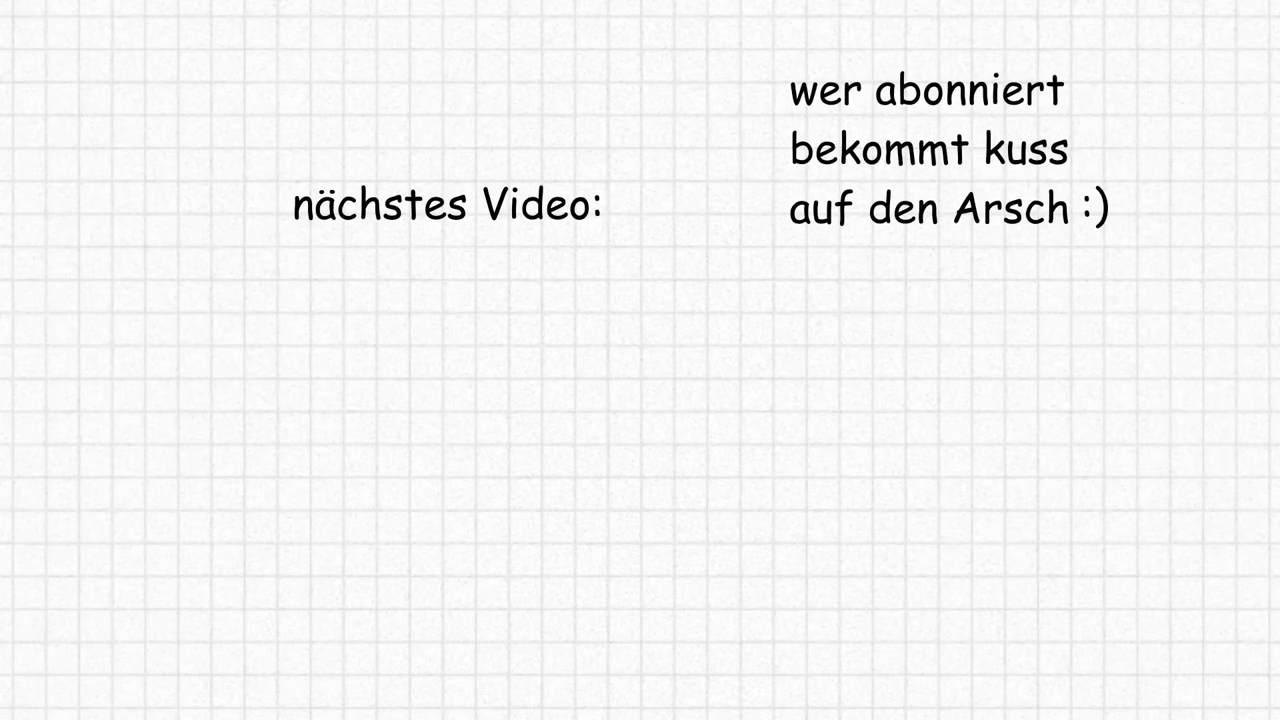 nächstes Video:
wer abonniert
bekommt kuss
auf den Arsch :)